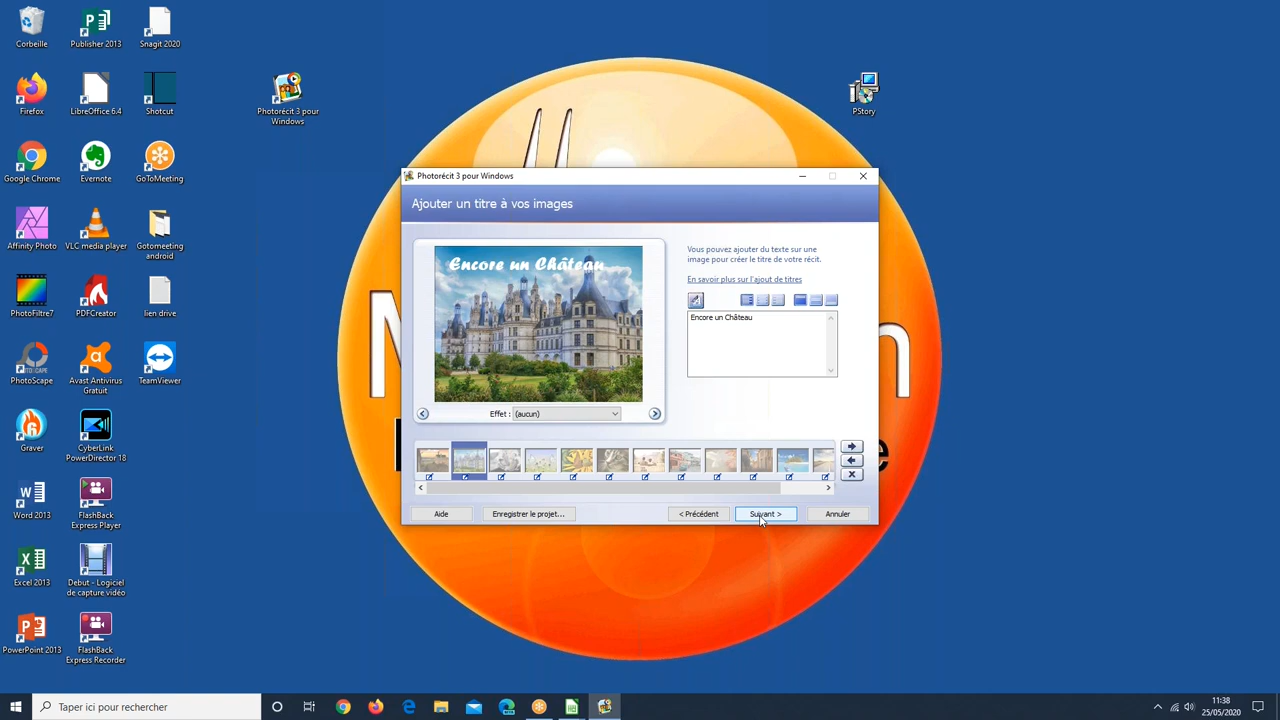 Corbeille
Publisher 2013
Snagit 2020
Firefox
LibreOffice 6.4
Shotcut
Photorécit 3 pour
Windows
PStory
Google Chrome
Evernote
GoToMeeting
Affinity Photo
VLC media player
Gotomeeting
android
PhotoFiltre7
PDFCreator
lien drive
PhotoScape
Avast Antivirus
Gratuit
TeamViewer
Graver
CyberLink
PowerDirector 18
Word 2013
FlashBack
Express Player
Excel 2013
Debut - Logiciel
de capture vidéo
PowerPoint 2013
FlashBack
Express Recorder
Photorécit 3 pour Windows
Ajouter un titre à vos images
Encore un Château
Vous pouvez ajouter du texte sur une
image pour créer le titre de votre récit.
En savoir plus sur l'ajout de titres
Encore un Château
Effet : (aucun)
Aide
Enregistrer le projet...
< Précédent
Suivant >
Annuler
Taper ici pour rechercher
11:38
25/05/2020